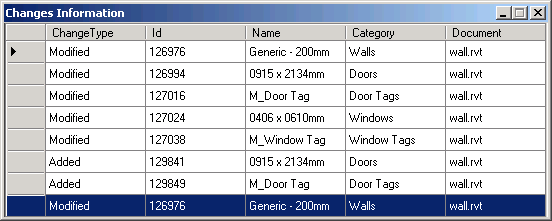 Changes Information
ChangeType Id Name Category Document
Modified 126976 Generic - 200mm Walls wall.rvt
Modified 126994 0915 x 2134mm Doors wall.rvt
Modified 127016 M_Door Tag Door Tags wall.rvt
Modified 127024 0406 x 0610mm Windows wall.rvt
Modified 127038 M_Window Tag Window Tags wall.rvt
Added 129841 0915 x 2134mm Doors wall.rvt
Added 129849 M_Door Tag Door Tags wall.rvt
Modified 126976 Generic - 200mm Walls wall.rvt